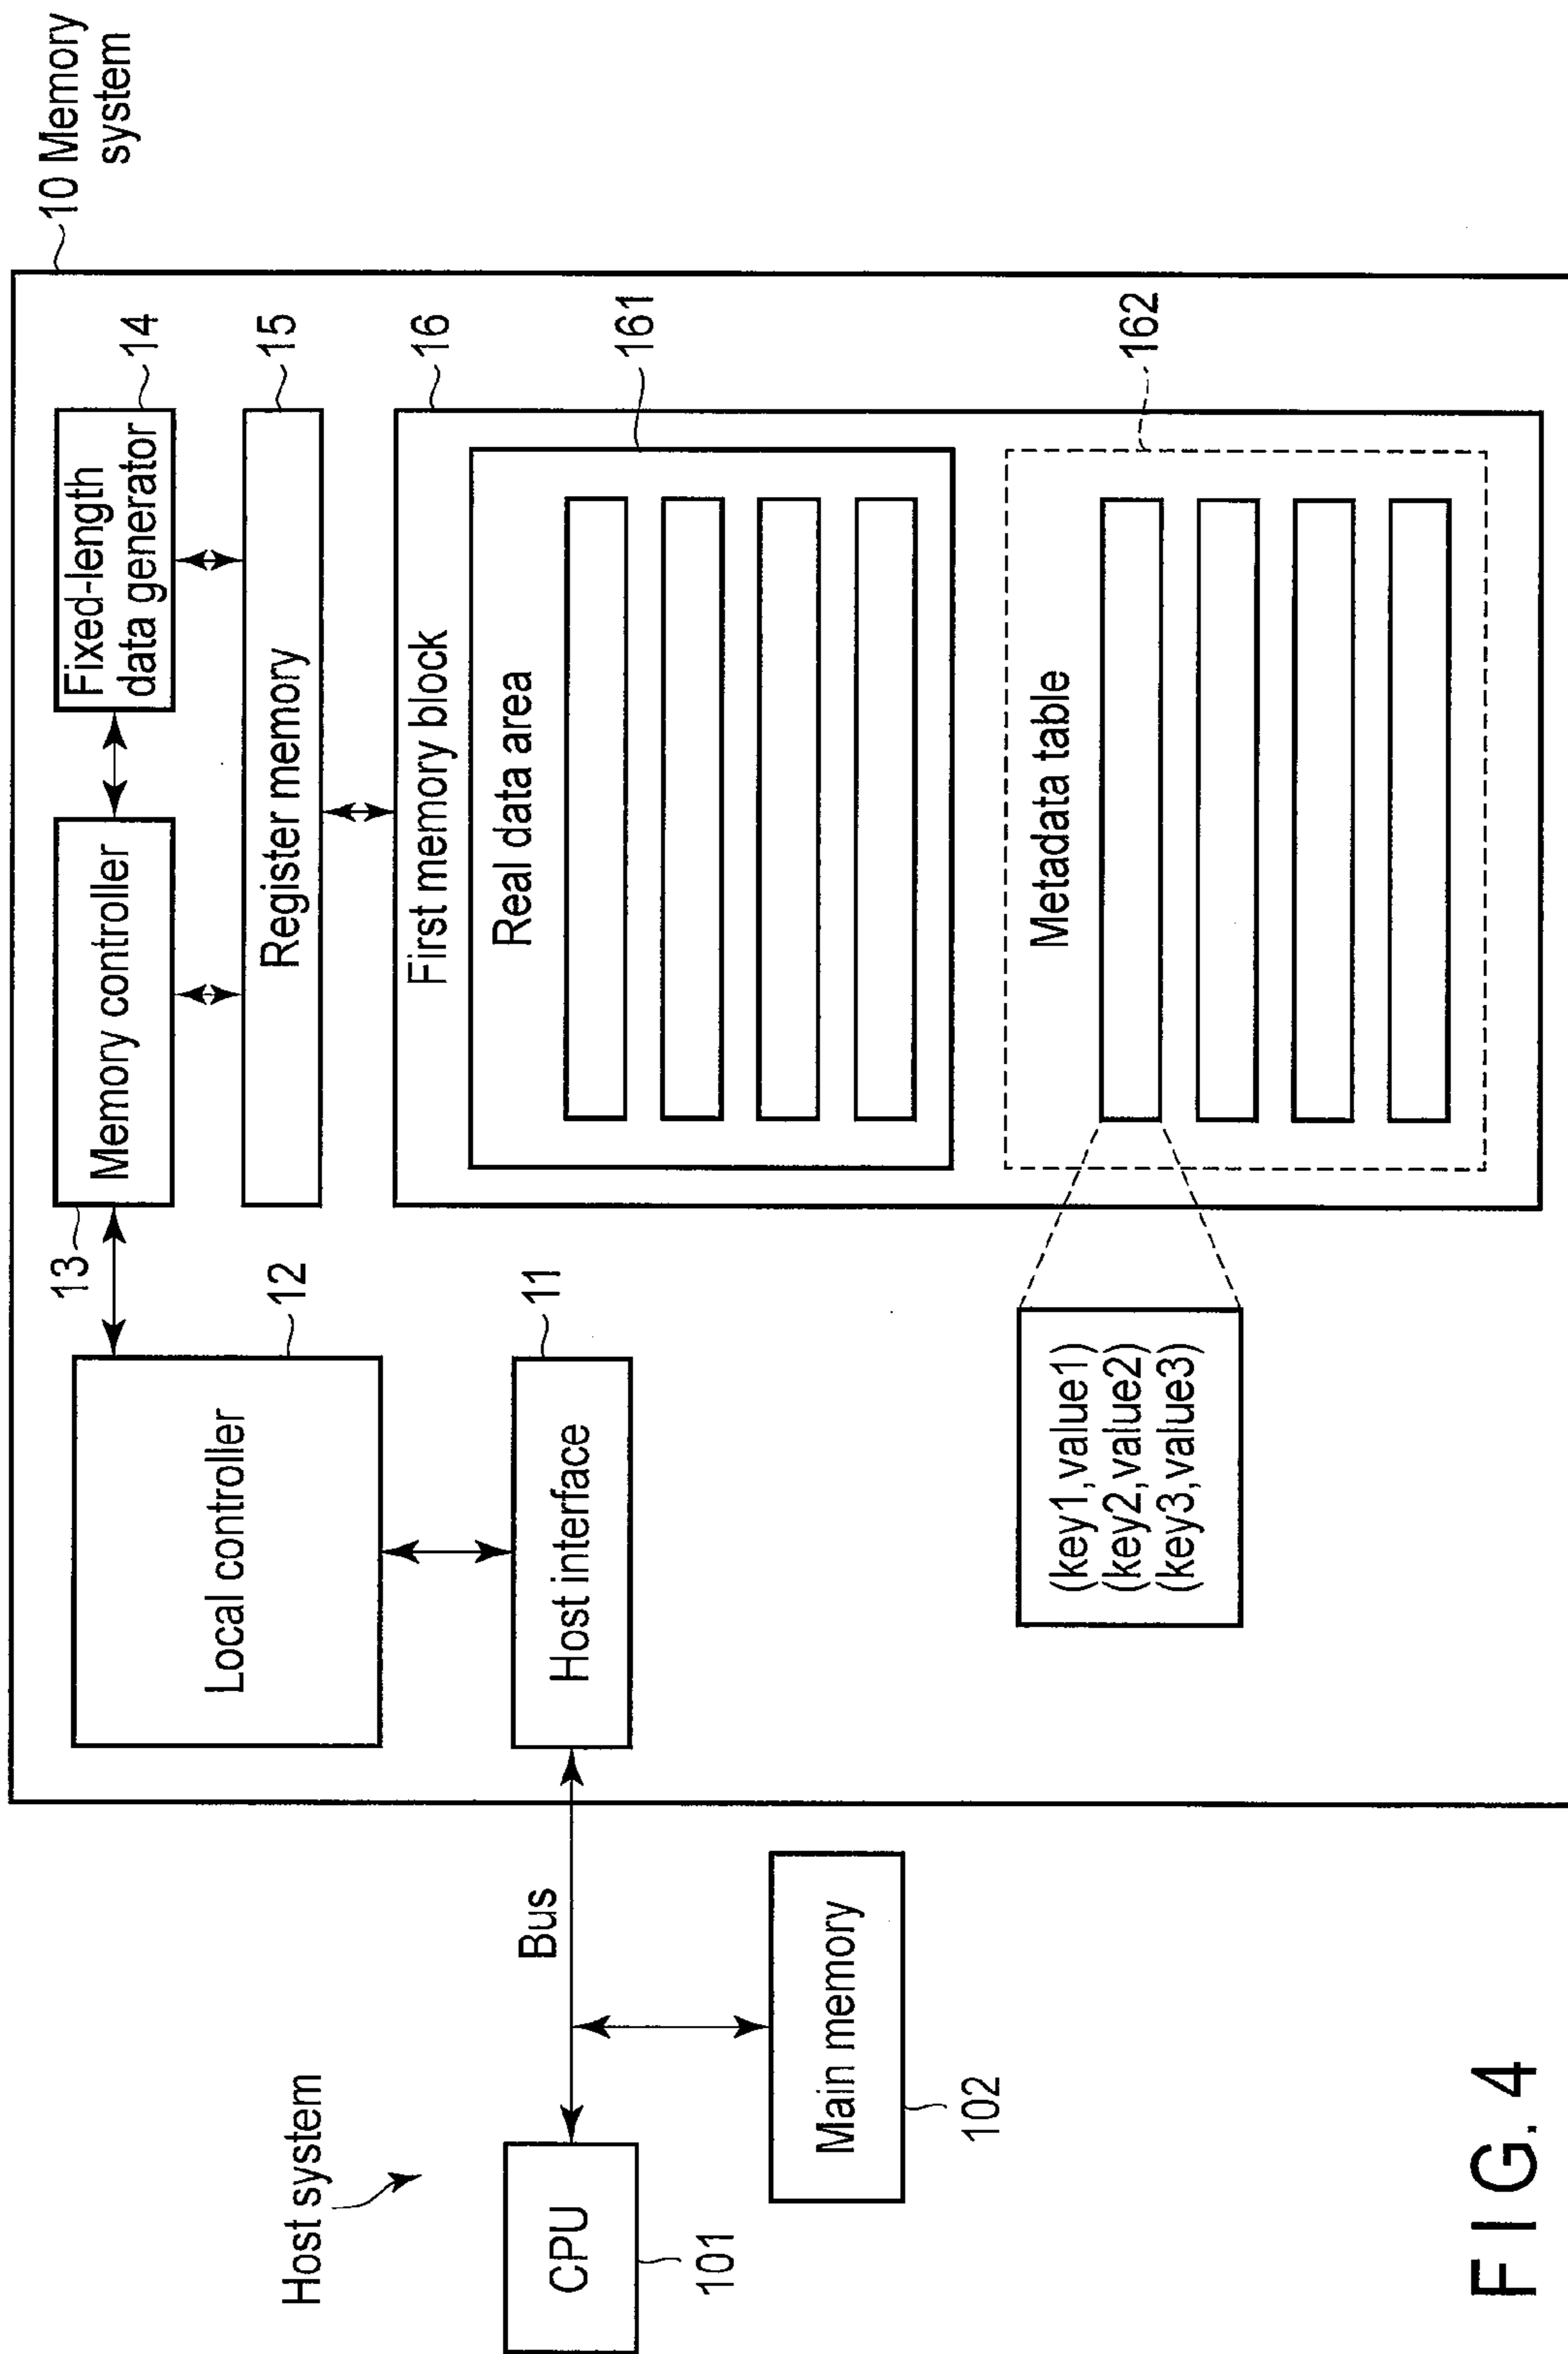 10 Memory
system
Host system
CPU
101
Main memory
102
Bus
Local controller
12
Host interface
11
13
Memory controller
Fixed-length
data generator
14
Register memory
15
First memory block
16
Real data area
161
Metadata table
162
(key1,value1)
(key2,value2)
(key3,value3)
FIG. 4